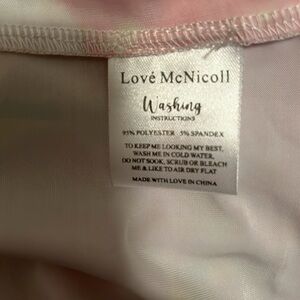 Lové McNicoll
Washing
INSTRUCTIONS
95% POLYESTER 5% SPANDEX
TO KEEP ME LOOKING MY BEST,
WASH ME IN COLD WATER,
DO NOT SOOK, SCRUB OR BLEACH
ME & LIKE TO AIR DRY FLAT
MADE WITH LOVE IN CHINA